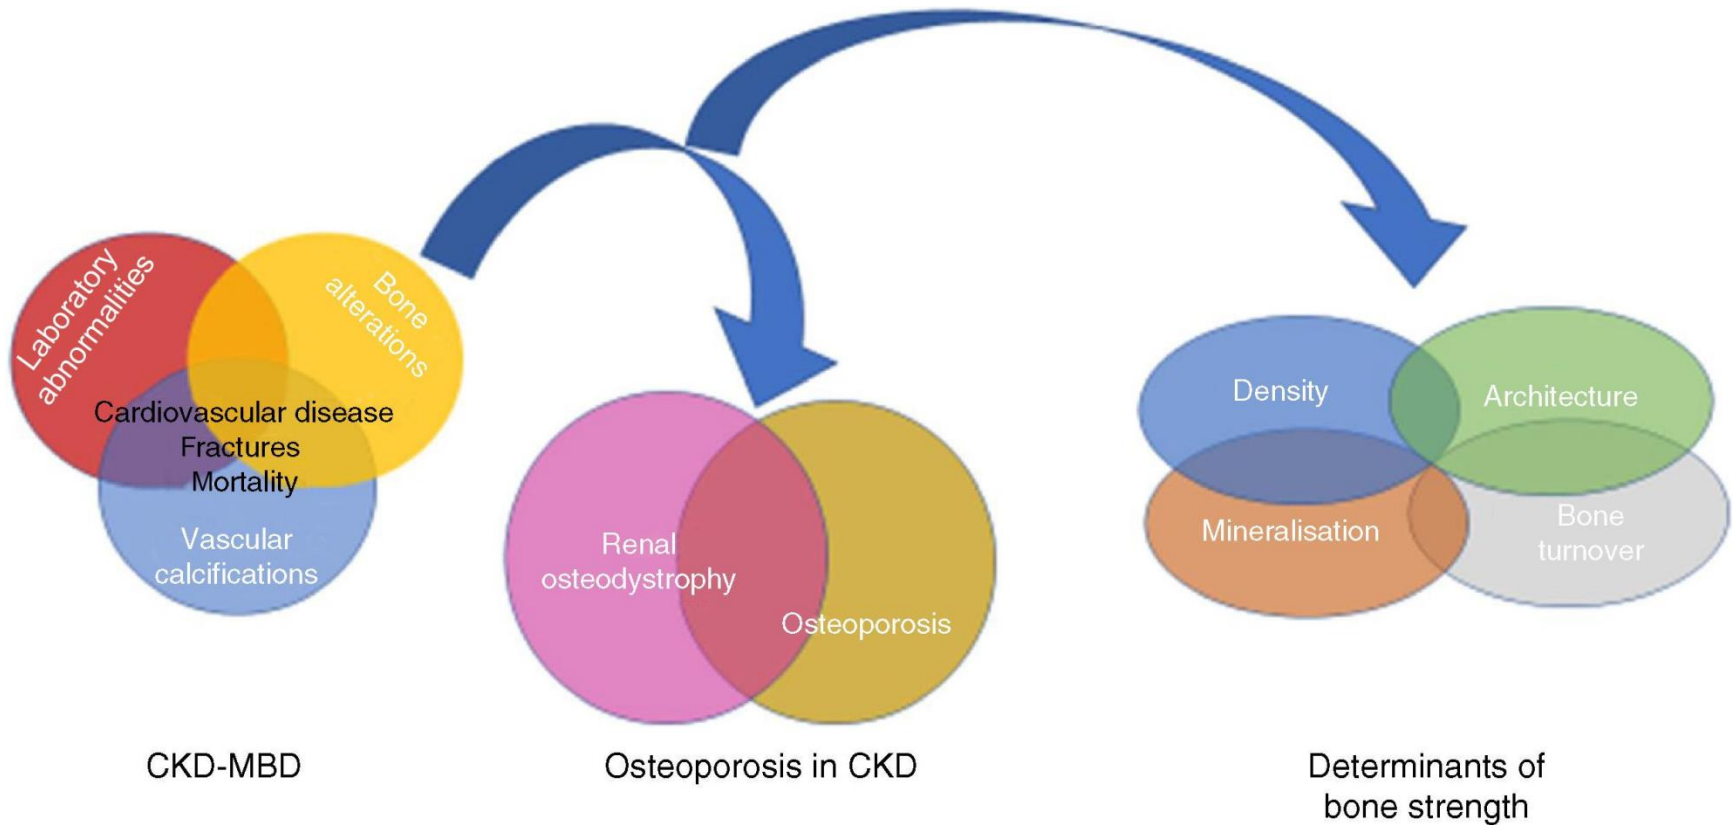 Laboratory
abnormalities
Bone
alterations
Cardiovascular disease
Fractures
Mortality
Vascular
calcifications
CKD-MBD
Renal
osteodystrophy
Osteoporosis
Osteoporosis in CKD
Density
Architecture
Mineralisation
Bone
turnover
Determinants of
bone strength